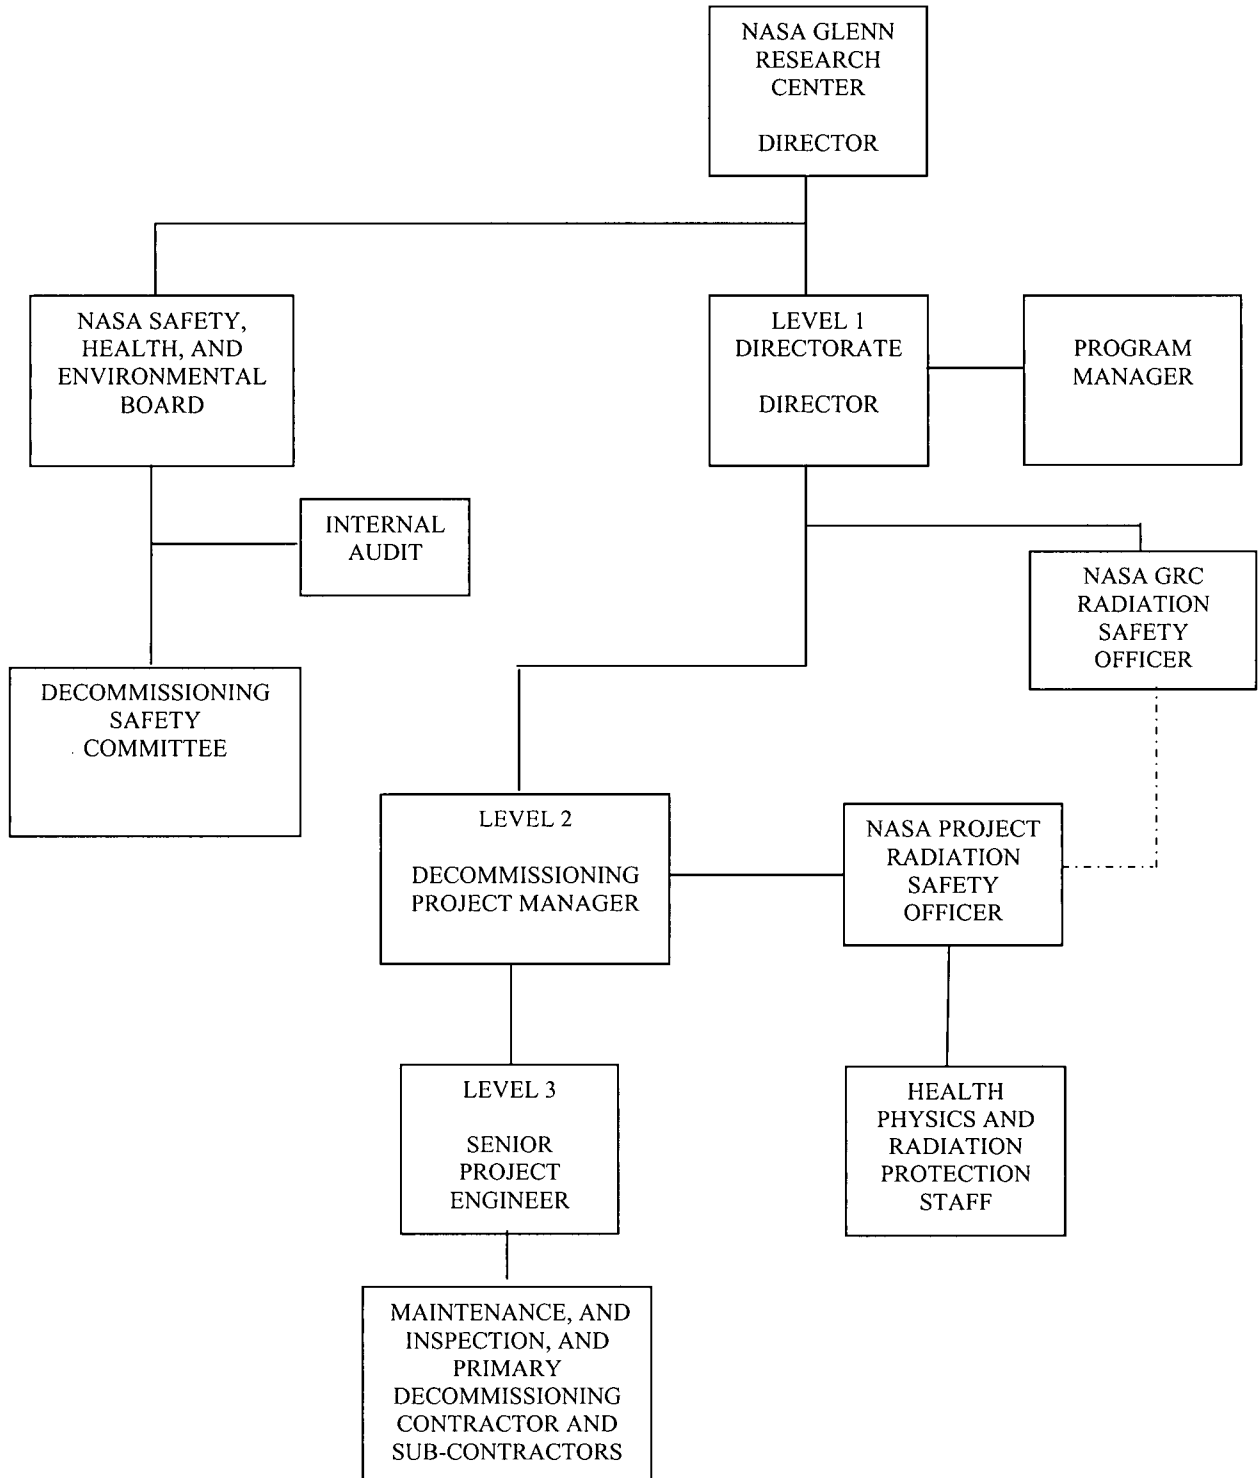 NASA GLENN
RESEARCH
CENTER
DIRECTOR
NASA SAFETY,
HEALTH, AND
ENVIRONMENTAL
BOARD
LEVEL 1
DIRECTORATE
DIRECTOR
PROGRAM
MANAGER
INTERNAL
AUDIT
NASA GRC
RADIATION
SAFETY
OFFICER
DECOMMISSIONING
SAFETY
COMMITTEE
LEVEL 2
DECOMMISSIONING
PROJECT MANAGER
NASA PROJECT
RADIATION
SAFETY
OFFICER
LEVEL 3
SENIOR
PROJECT
ENGINEER
HEALTH
PHYSICS AND
RADIATION
PROTECTION
STAFF
MAINTENANCE, AND
INSPECTION, AND
PRIMARY
DECOMMISSIONING
CONTRACTOR AND
SUB-CONTRACTORS